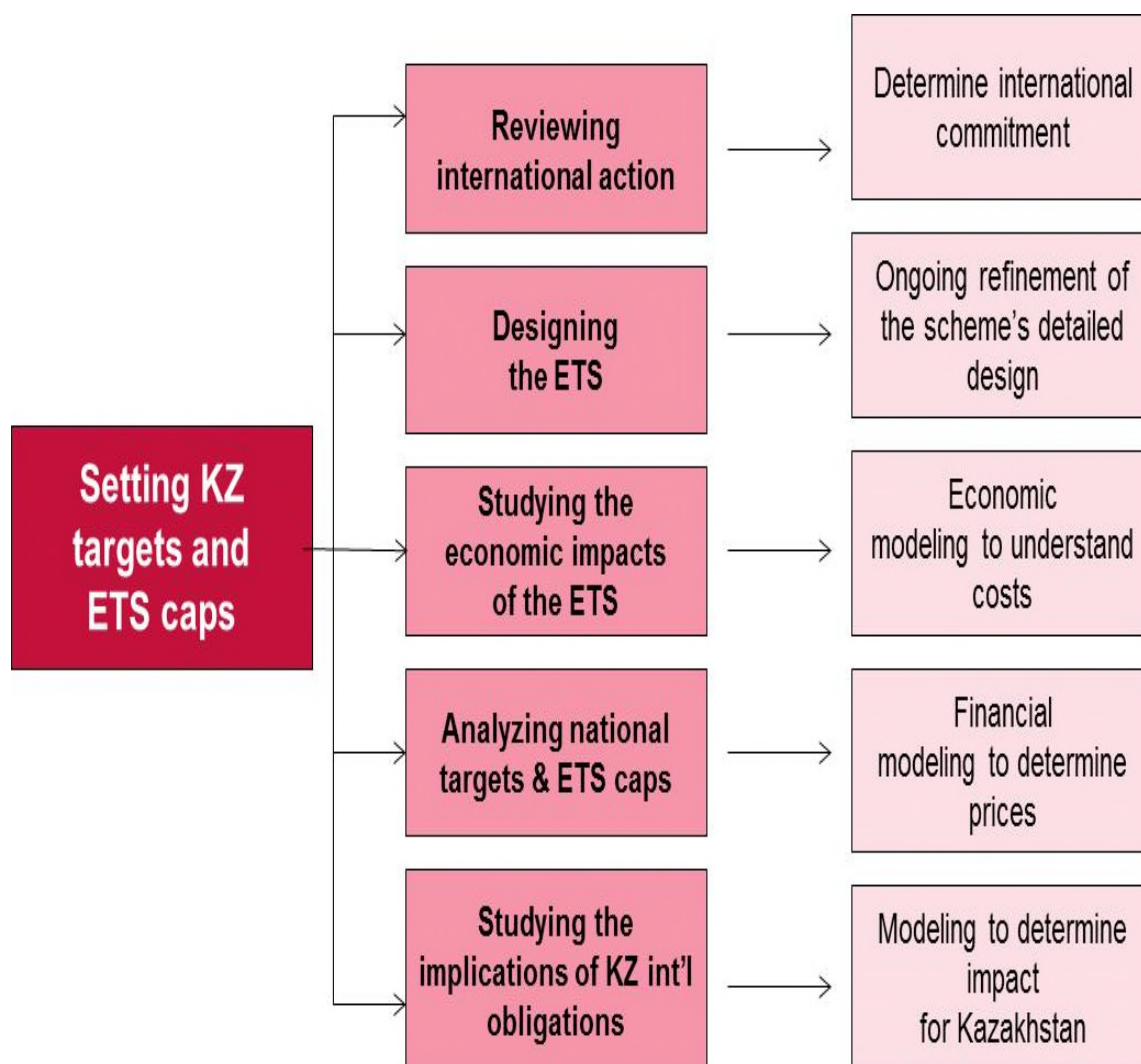 Setting KZ
targets and
ETS caps
Reviewing
international action
Determine international
commitment
Designing
the ETS
Ongoing refinement of
the scheme's detailed
design
Studying the
economic impacts
of the ETS
Economic
modeling to understand
costs
Analyzing national
targets & ETS caps
Financial
modeling to determine
prices
Studying the
implications of KZ int'l
obligations
Modeling to determine
impact
for Kazakhstan